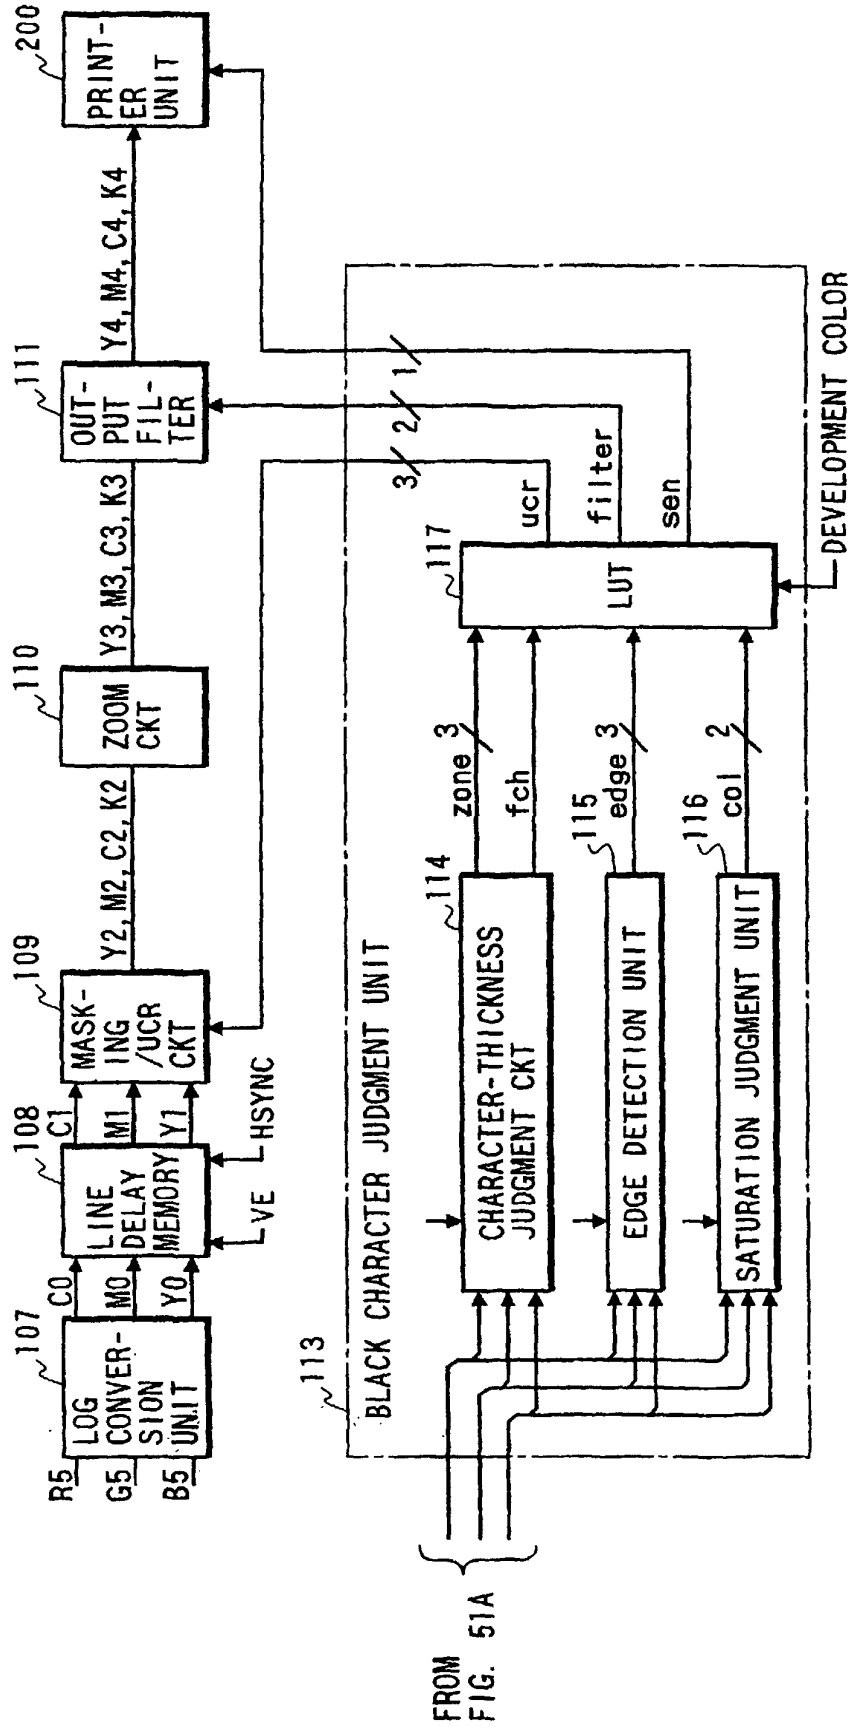 107
108
109
110
111
200
R5
G5
B5
LOG
CONVER-
SION
UNIT
C0
M0
Y0
LINE
DELAY
MEMORY
VE
HSYNC
C1
M1
Y1
MASK-
ING
/UCR
CKT
Y2, M2, C2, K2
ZOOM
CKT
Y3, M3, C3, K3
OUT-
PUT
FIL-
TER
Y4, M4, C4, K4
PRINT-
ER
UNIT
113
BLACK CHARACTER JUDGMENT UNIT
114
CHARACTER-THICKNESS
JUDGMENT CKT
zone
3
fch
115
EDGE DETECTION UNIT
edge
3
116
SATURATION JUDGMENT UNIT
col
2
117
LUT
ucr
3
filter
2
sen
1
DEVELOPMENT COLOR
FROM
FIG. 51A